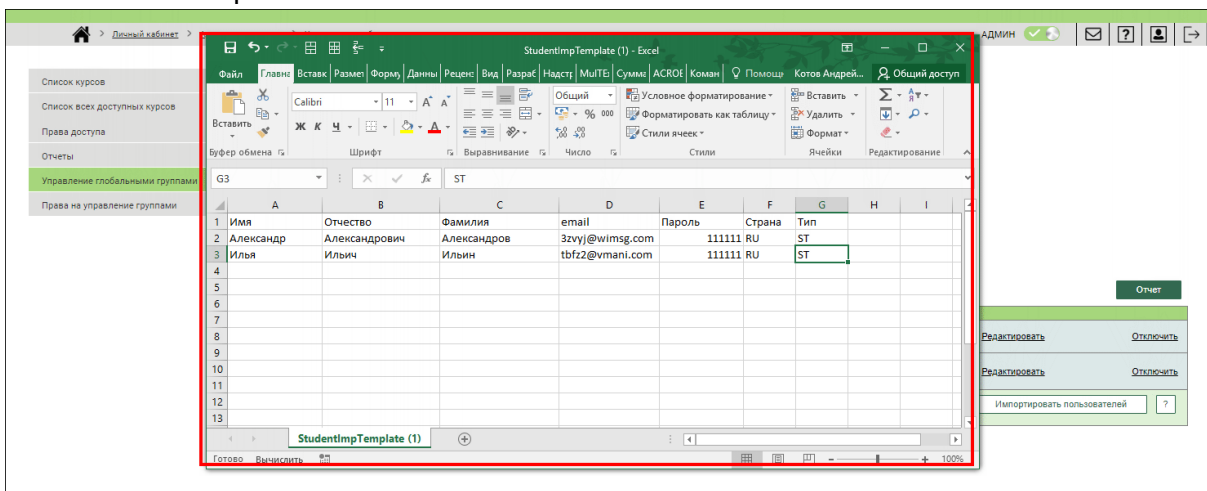 Личный кабинет
АДМИН
Список курсов
Список всех доступных курсов
Права доступа
Отчеты
Управление глобальными группами
Права на управление группами
StudentImpTemplate (1) - Excel
Файл Главна Вставк Размет Форму Данны Реценз Вид Разраб Надстр MulTE: Сумма ACROE Коман Помощ Котов Андрей... Общий доступ
Вставить
Calibri 11
Ж К Ч
Общий
% 000
Условное форматирование
Форматировать как таблицу
Стили ячеек
Вставить
Удалить
Формат
Буфер обмена Шрифт Выравнивание Число Стили Ячейки Редактирование
G3 fx ST
A B C D E F G H I
1 Имя Отчество Фамилия email Пароль Страна Тип
2 Александр Александрович Александров 3zvyj@wimsg.com 111111 RU ST
3 Илья Ильич Ильин tbfz2@vmani.com 111111 RU ST
4
5
6
7
8
9
10
11
12
13
StudentImpTemplate (1)
Готово Вычислить 100%
Отчет
Редактировать Отключить
Редактировать Отключить
Импортировать пользователей ?